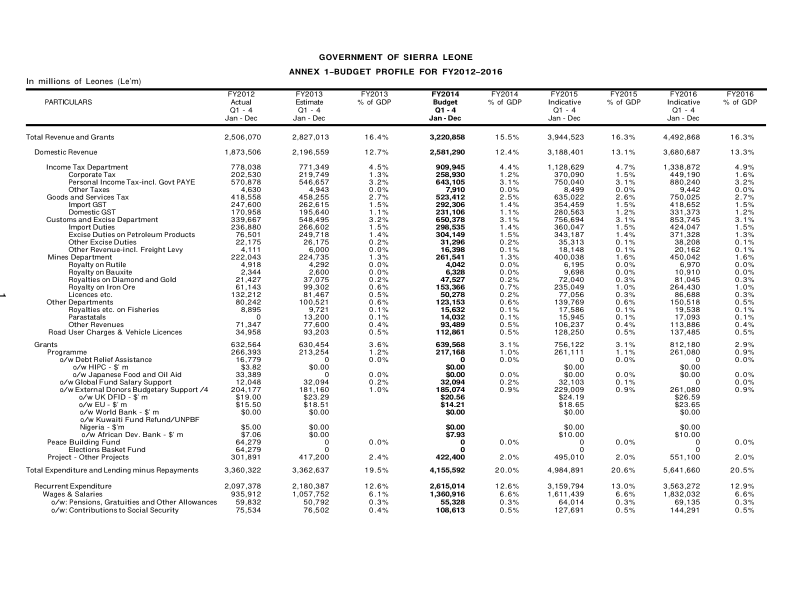 GOVERNMENT OF SIERRA LEONE
ANNEX 1-BUDGET PROFILE FOR FY2012-2016
In millions of Leones (Le'm)
FY2012 FY2013 FY2013 FY2014 FY2014 FY2015 FY2015 FY2016 FY2016
PARTICULARS Actual Estimate % of GDP Budget % of GDP Indicative % of GDP Indicative % of GDP
Q1 - 4 Q1 - 4 Q1 - 4 Q1 - 4 Q1 - 4
Jan - Dec Jan - Dec Jan - Dec Jan - Dec Jan - Dec
Total Revenue and Grants 2,506,070 2,827,013 16.4% 3,220,858 15.5% 3,944,523 16.3% 4,492,868 16.3%
Domestic Revenue 1,873,506 2,196,559 12.7% 2,581,290 12.4% 3,188,401 13.1% 3,680,687 13.3%
Income Tax Department 778,038 771,349 4.5% 909,945 4.4% 1,128,629 4.7% 1,338,872 4.9%
Corporate Tax 202,530 219,749 1.3% 258,930 1.2% 370,090 1.5% 449,190 1.6%
Personal Income Tax-incl. Govt PAYE 570,878 546,657 3.2% 643,105 3.1% 750,040 3.1% 880,240 3.2%
Other Taxes 4,630 4,943 0.0% 7,910 0.0% 8,499 0.0% 9,442 0.0%
Goods and Services Tax 418,558 458,255 2.7% 523,412 2.5% 635,022 2.6% 750,025 2.7%
Import GST 247,600 262,615 1.5% 292,306 1.4% 354,459 1.5% 418,652 1.5%
Domestic GST 170,958 195,640 1.1% 231,106 1.1% 280,563 1.2% 331,373 1.2%
Customs and Excise Department 339,667 548,495 3.2% 650,378 3.1% 756,694 3.1% 853,745 3.1%
Import Duties 236,880 266,602 1.5% 298,535 1.4% 360,047 1.5% 424,047 1.5%
Excise Duties on Petroleum Products 76,501 249,718 1.4% 304,149 1.5% 343,187 1.4% 371,328 1.3%
Other Excise Duties 22,175 26,175 0.2% 31,296 0.2% 35,313 0.1% 38,208 0.1%
Other Revenue-incl. Freight Levy 4,111 6,000 0.0% 16,398 0.1% 18,148 0.1% 20,162 0.1%
Mines Department 222,043 224,735 1.3% 261,541 1.3% 400,038 1.6% 450,042 1.6%
Royalty on Rutile 4,918 4,292 0.0% 4,042 0.0% 6,195 0.0% 6,970 0.0%
Royalty on Bauxite 2,344 2,600 0.0% 6,328 0.0% 9,698 0.0% 10,910 0.0%
Royalties on Diamond and Gold 21,427 37,075 0.2% 47,527 0.2% 72,040 0.3% 81,045 0.3%
Royalty on Iron Ore 61,143 99,302 0.6% 153,366 0.7% 235,049 1.0% 264,430 1.0%
Licences etc. 132,212 81,467 0.5% 50,278 0.2% 77,056 0.3% 86,688 0.3%
Other Departments 80,242 100,521 0.6% 123,153 0.6% 139,769 0.6% 150,518 0.5%
Royalties etc. on Fisheries 8,895 9,721 0.1% 15,632 0.1% 17,586 0.1% 19,538 0.1%
Parastatals 0 13,200 0.1% 14,032 0.1% 15,945 0.1% 17,093 0.1%
Other Revenues 71,347 77,600 0.4% 93,489 0.5% 106,237 0.4% 113,886 0.4%
Road User Charges & Vehicle Licences 34,958 93,203 0.5% 112,861 0.5% 128,250 0.5% 137,485 0.5%
Grants 632,564 630,454 3.6% 639,568 3.1% 756,122 3.1% 812,180 2.9%
Programme 266,393 213,254 1.2% 217,168 1.0% 261,111 1.1% 261,080 0.9%
o/w Debt Relief Assistance 16,779 0 0.0% 0 0.0% 0 0.0% 0 0.0%
o/w HIPC - $' m $3.82 $0.00 $0.00 $0.00 $0.00
o/w Japanese Food and Oil Aid 33,389 0 0.0% 0 0.0% 0 0.0% 0 0.0%
o/w Global Fund Salary Support 12,048 32,094 0.2% 32,094 0.2% 32,103 0.1% 0 0.0%
o/w External Donors Budgetary Support /4 204,177 181,160 1.0% 185,074 0.9% 229,009 0.9% 261,080 0.9%
o/w UK DFID - $' m $19.00 $23.29 $20.56 $24.19 $26.59
o/w EU - $' m $15.50 $18.51 $14.21 $18.65 $23.65
o/w World Bank - $' m $0.00 $0.00 $0.00 $0.00 $0.00
o/w Kuwaiti Fund Refund/UNPBF
Nigeria - $'m $5.00 $0.00 $0.00 $0.00 $0.00
o/w African Dev. Bank - $' m $7.06 $0.00 $7.93 $10.00 $10.00
Peace Building Fund 64,279 0 0.0% 0 0.0% 0 0.0% 0 0.0%
Elections Basket Fund 64,279 0 0 0 0
Project - Other Projects 301,891 417,200 2.4% 422,400 2.0% 495,010 2.0% 551,100 2.0%
Total Expenditure and Lending minus Repayments 3,360,322 3,362,637 19.5% 4,155,592 20.0% 4,984,891 20.6% 5,641,660 20.5%
Recurrent Expenditure 2,097,378 2,180,387 12.6% 2,615,014 12.6% 3,159,794 13.0% 3,563,272 12.9%
Wages & Salaries 935,912 1,057,752 6.1% 1,360,916 6.6% 1,611,439 6.6% 1,832,032 6.6%
o/w: Pensions, Gratuities and Other Allowances 59,832 50,792 0.3% 55,328 0.3% 64,014 0.3% 69,135 0.3%
o/w: Contributions to Social Security 75,534 76,502 0.4% 108,613 0.5% 127,691 0.5% 144,291 0.5%
1